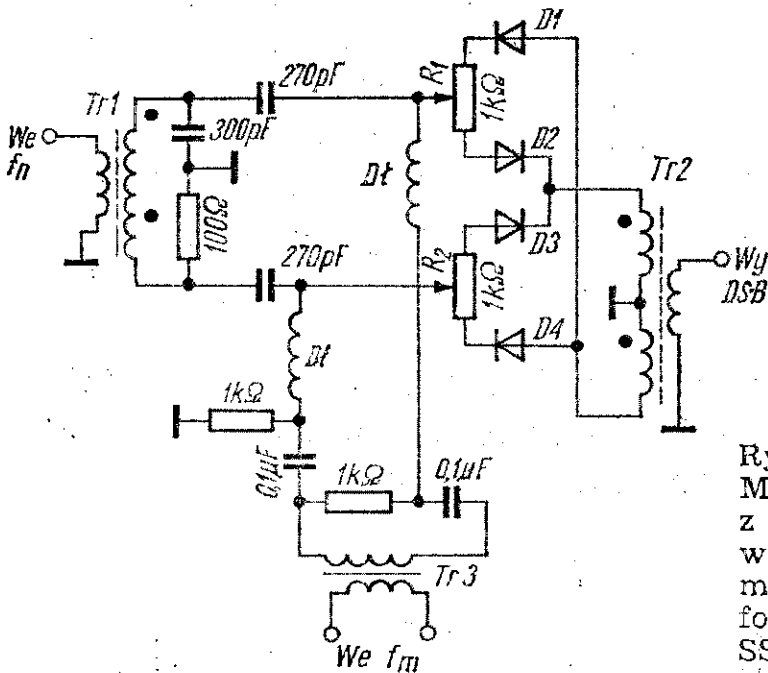 D1
270pF
R1
1kΩ
Tr1
We
fn
300pF
D2
Dł
Tr2
100Ω
D3
270pF
R2
1kΩ
Wy
DSB
D4
Dł
1kΩ
0,1µF
1kΩ
0,1µF
Tr3
We fm
Ry
M
z
w
m
fo
SS